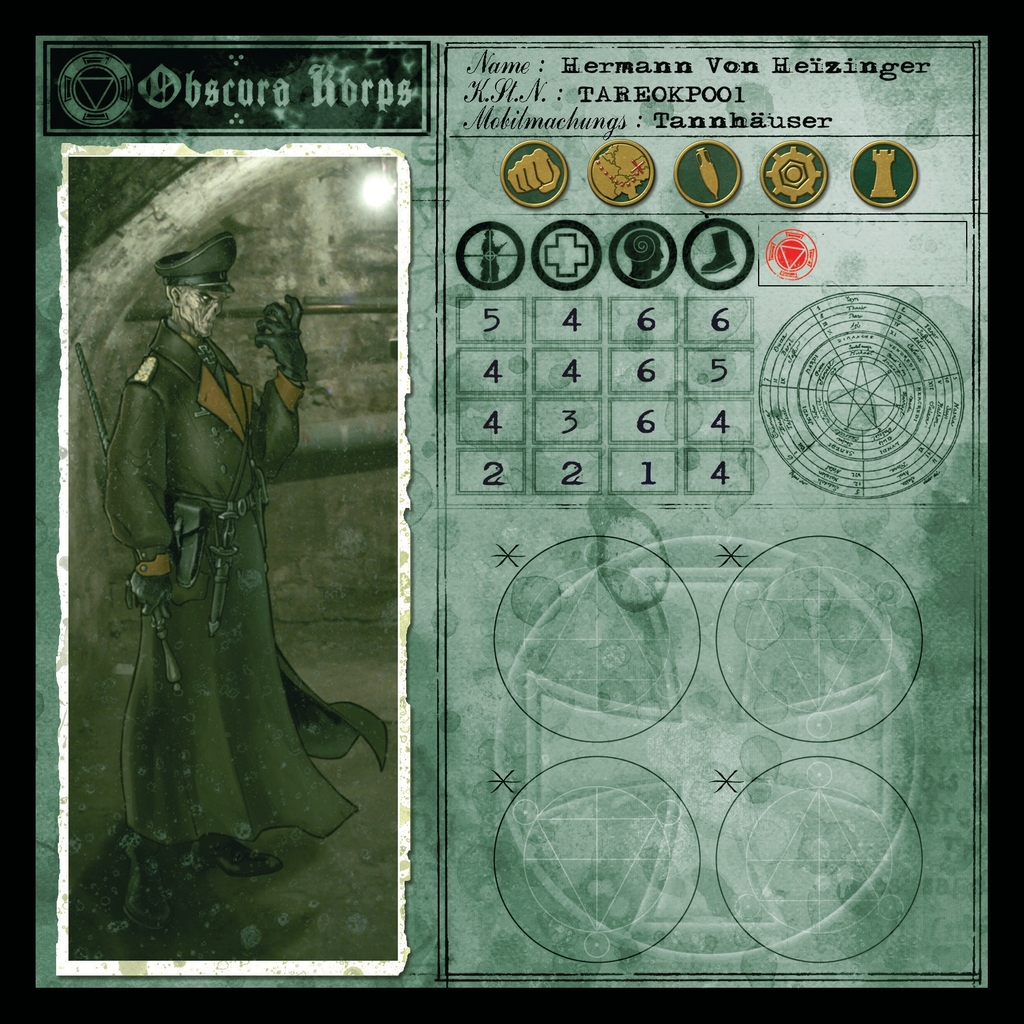 Obscura Korps
Name : Hermann Von Heïzinger
K.St.N. : TAREOKP001
Mobilmachungs : Tannhäuser
5 4 6 6
4 4 6 5
4 3 6 4
2 2 1 4